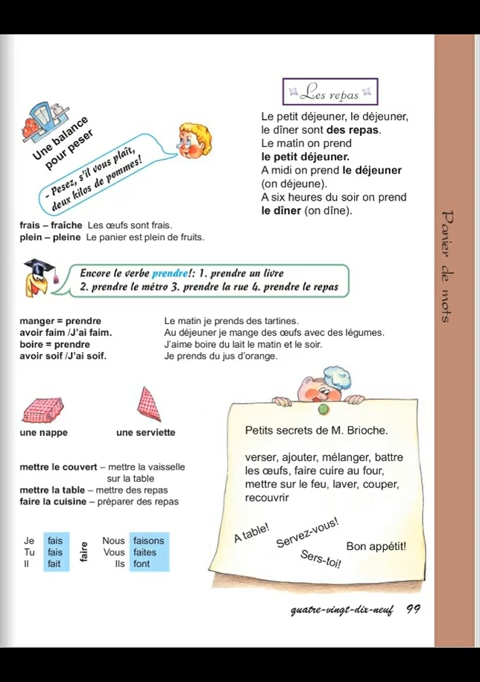 Une balance
pour peser
- Pesez, s'il vous plaît,
deux kilos de pommes!
Les repas
Le petit déjeuner, le déjeuner,
le dîner sont des repas.
Le matin on prend
le petit déjeuner.
A midi on prend le déjeuner
(on déjeune).
A six heures du soir on prend
le dîner (on dîne).
frais – fraîche Les œufs sont frais.
plein – pleine Le panier est plein de fruits.
Encore le verbe prendre!: 1. prendre un livre
2. prendre le métro 3. prendre la rue 4. prendre le repas
Panier de mots
manger = prendre Le matin je prends des tartines.
avoir faim /J'ai faim. Au déjeuner je mange des œufs avec des légumes.
boire = prendre J'aime boire du lait le matin et le soir.
avoir soif /J'ai soif. Je prends du jus d'orange.
une nappe une serviette
mettre le couvert – mettre la vaisselle
sur la table
mettre la table – mettre des repas
faire la cuisine – préparer des repas
Je fais Nous faisons
Tu fais faire Vous faites
Il fait Ils font
Petits secrets de M. Brioche.
verser, ajouter, mélanger, battre
les œufs, faire cuire au four,
mettre sur le feu, laver, couper,
recouvrir
A table!
Servez-vous!
Sers-toi!
Bon appétit!
quatre-vingt-dix-neuf 99